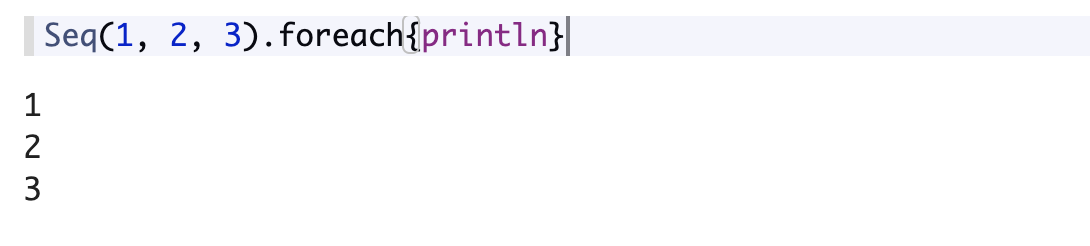 Seq(1, 2, 3).foreach{println}
1
2
3